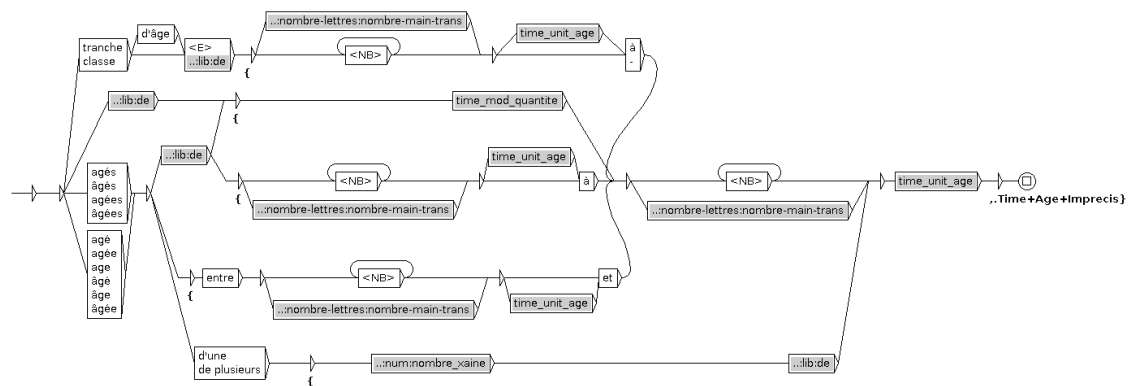 ..:nombre-lettres:nombre-main-trans
d'âge
time_unit_age
tranche
classe
<E>
..:lib:de
<NB>
à
-
{
..:lib:de
time_mod_quantite
{
..:lib:de
time_unit_age
agés
âgès
agées
âgées
<NB>
à
<NB>
time_unit_age
{
,.Time+Age+Imprecis}
..:nombre-lettres:nombre-main-trans
..:nombre-lettres:nombre-main-trans
agé
agée
age
âgé
âge
âgée
entre
<NB>
et
{
time_unit_age
..:nombre-lettres:nombre-main-trans
d'une
de plusieurs
..:num:nombre_xaine
..:lib:de
{